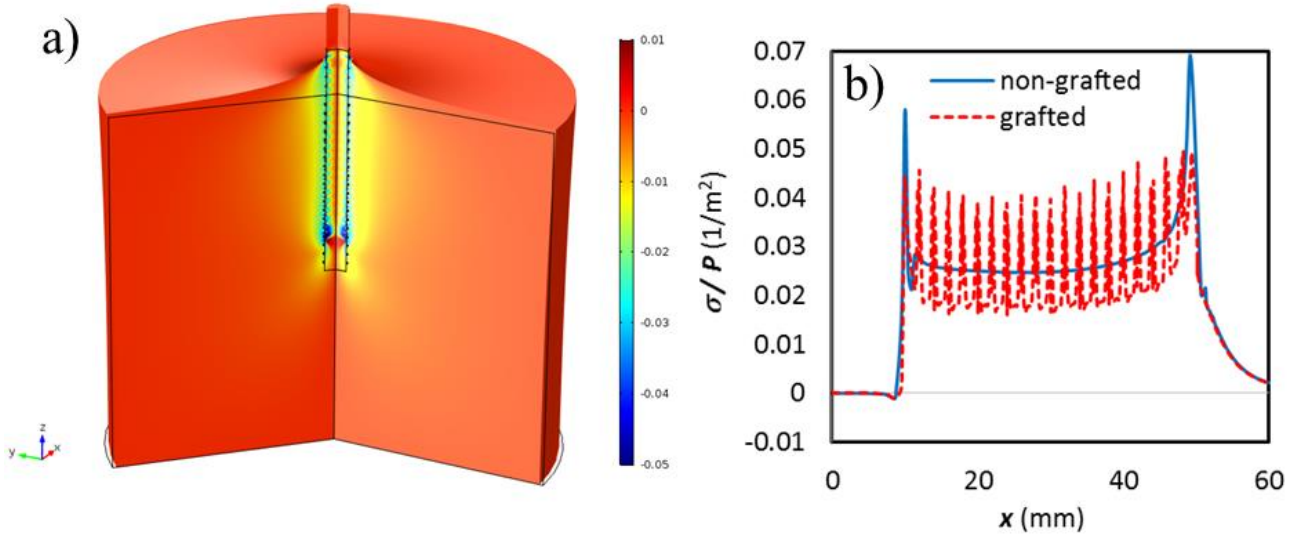 a)
0.01
0
-0.01
-0.02
-0.03
-0.04
-0.05
z
y
x
b)
non-grafted
grafted
0.07
0.06
0.05
0.04
0.03
0.02
0.01
0
-0.01
σ/ P (1/m²)
0 20 40 60
x (mm)